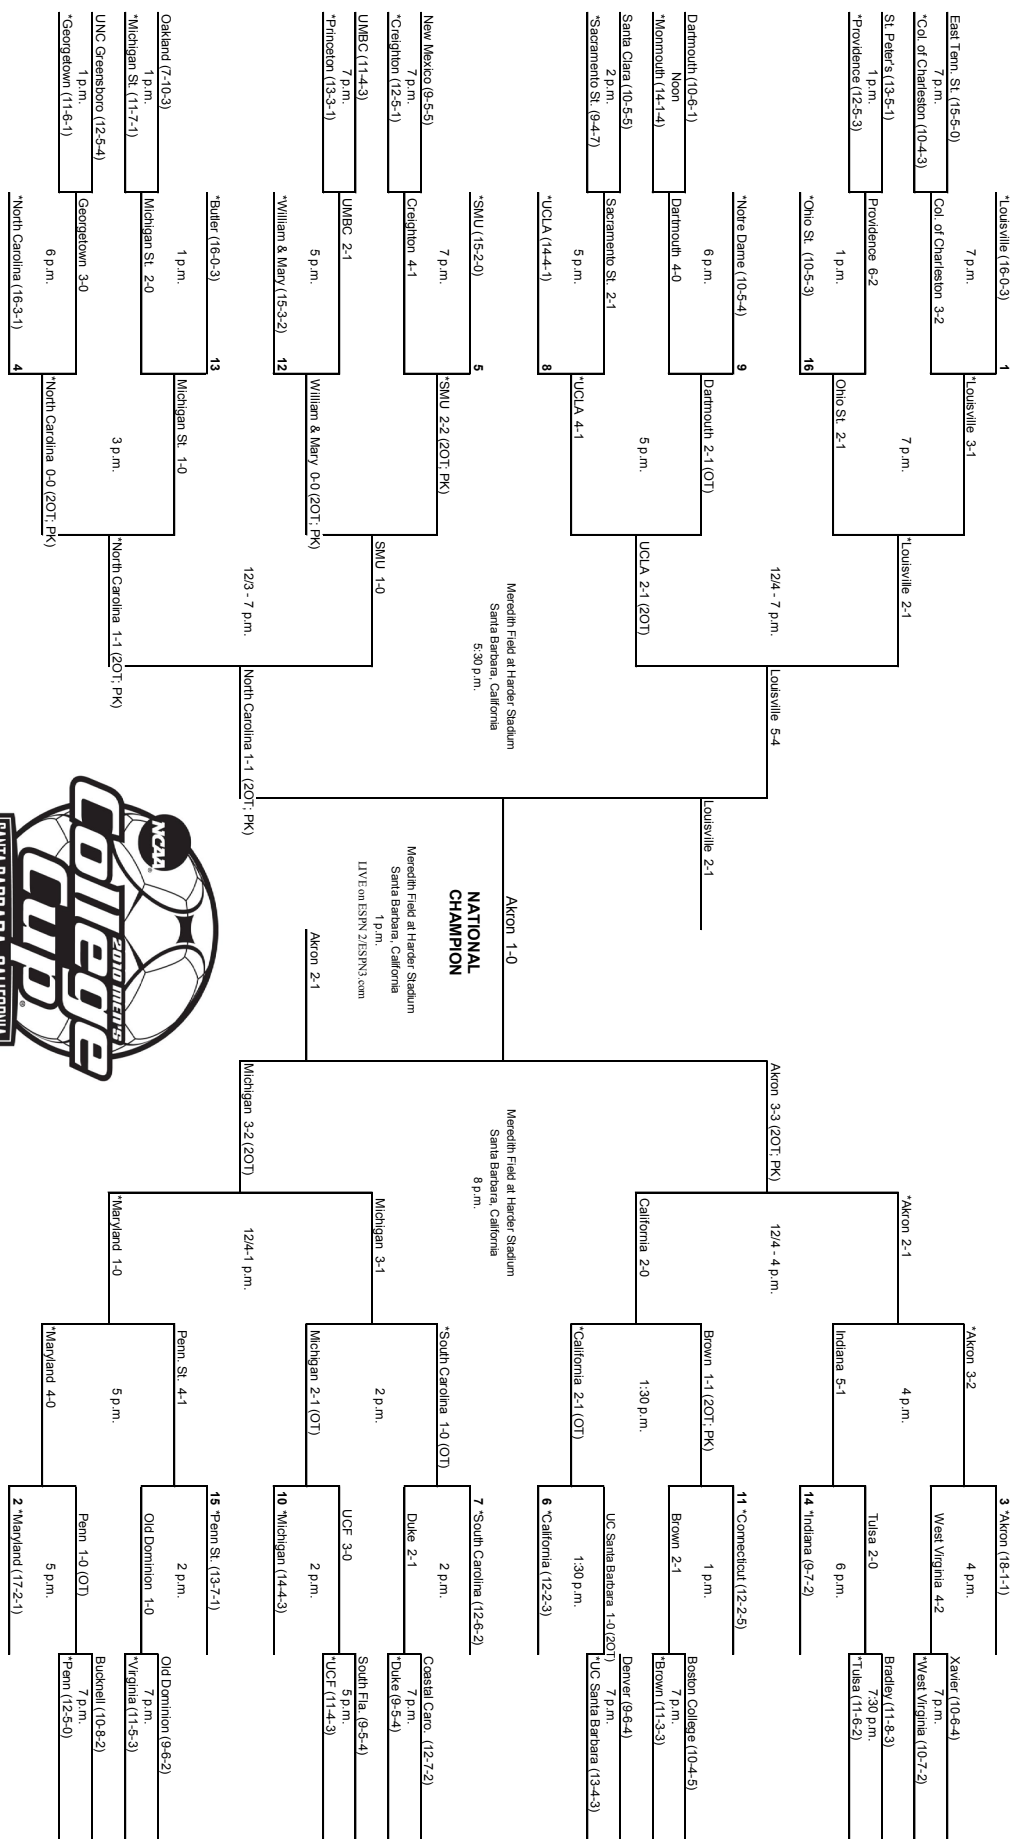 East Tenn. St. (15-5-0)
7 p.m.
*Col. of Charleston (10-4-3)
St. Peter's (13-5-1)
1 p.m.
*Providence (12-5-3)
Dartmouth (10-6-1)
Noon
*Monmouth (14-1-4)
Santa Clara (10-5-5)
2 p.m.
*Sacramento St. (9-4-7)
New Mexico (9-5-5)
7 p.m.
*Creighton (12-5-1)
UMBC (11-4-3)
7 p.m.
*Princeton (13-3-1)
Oakland (7-10-3)
1 p.m.
*Michigan St. (11-7-1)
UNC Greensboro (12-5-4)
1 p.m.
*Georgetown (11-6-1)
*Louisville (16-0-3)
1
7 p.m.
Col. of Charleston 3-2
Providence 6-2
1 p.m.
*Ohio St. (10-5-3)
16
*Notre Dame (10-5-4)
9
6 p.m.
Dartmouth 4-0
Sacramento St. 2-1
5 p.m.
*UCLA (14-4-1)
8
*SMU (15-2-0)
5
7 p.m.
Creighton 4-1
UMBC 2-1
5 p.m.
*William & Mary (15-3-2)
12
*Butler (16-0-3)
13
1 p.m.
Michigan St. 2-0
Georgetown 3-0
6 p.m.
*North Carolina (16-3-1)
4
*Louisville 3-1
7 p.m.
Ohio St. 2-1
Dartmouth 2-1 (OT)
5 p.m.
*UCLA 4-1
*SMU 2-2 (2OT; PK)
William & Mary 0-0 (2OT; PK)
Michigan St. 1-0
3 p.m.
*North Carolina 0-0 (2OT; PK)
*Louisville 2-1
12/4 - 7 p.m.
UCLA 2-1 (2OT)
SMU 1-0
12/3 - 7 p.m.
*North Carolina 1-1 (2OT; PK)
Louisville 5-4
Meredith Field at Harder Stadium
Santa Barbara, California
5:30 p.m.
North Carolina 1-1 (2OT; PK)
Louisville 2-1
Akron 1-0
NATIONAL
CHAMPION
Meredith Field at Harder Stadium
Santa Barbara, California
1 p.m.
LIVE on ESPN 2/ESPN3.com
Akron 2-1
NCAA
2010 MEN'S
College
Cup
SANTA BARBARA, CALIFORNIA
Akron 3-3 (2OT; PK)
Meredith Field at Harder Stadium
Santa Barbara, California
8 p.m.
Michigan 3-2 (2OT)
*Akron 2-1
12/4 - 4 p.m.
California 2-0
Michigan 3-1
12/4-1 p.m.
*Maryland 1-0
*Akron 3-2
4 p.m.
Indiana 5-1
Brown 1-1 (2OT; PK)
1:30 p.m.
*California 2-1 (OT)
*South Carolina 1-0 (OT)
2 p.m.
Michigan 2-1 (OT)
Penn. St. 4-1
5 p.m.
*Maryland 4-0
3 *Akron (18-1-1)
4 p.m.
West Virginia 4-2
Tulsa 2-0
6 p.m.
14 *Indiana (9-7-2)
11 *Connecticut (12-2-5)
1 p.m.
Brown 2-1
UC Santa Barbara 1-0 (2OT)
1:30 p.m.
6 *California (12-2-3)
7 *South Carolina (12-6-2)
2 p.m.
Duke 2-1
UCF 3-0
2 p.m.
10 *Michigan (14-4-3)
15 *Penn St. (13-7-1)
2 p.m.
Old Dominion 1-0
Penn 1-0 (OT)
5 p.m.
2 *Maryland (17-2-1)
Xavier (10-6-4)
7 p.m.
*West Virginia (10-7-2)
Bradley (11-8-3)
7:30 p.m.
*Tulsa (11-6-2)
Boston College (10-4-5)
7 p.m.
*Brown (11-3-3)
Denver (9-6-4)
7 p.m.
*UC Santa Barbara (13-4-3)
Coastal Caro. (12-7-2)
7 p.m.
*Duke (9-5-4)
South Fla. (9-5-4)
5 p.m.
*UCF (11-4-3)
Old Dominion (9-6-2)
7 p.m.
*Virginia (11-5-3)
Bucknell (10-8-2)
7 p.m.
*Penn (12-5-0)